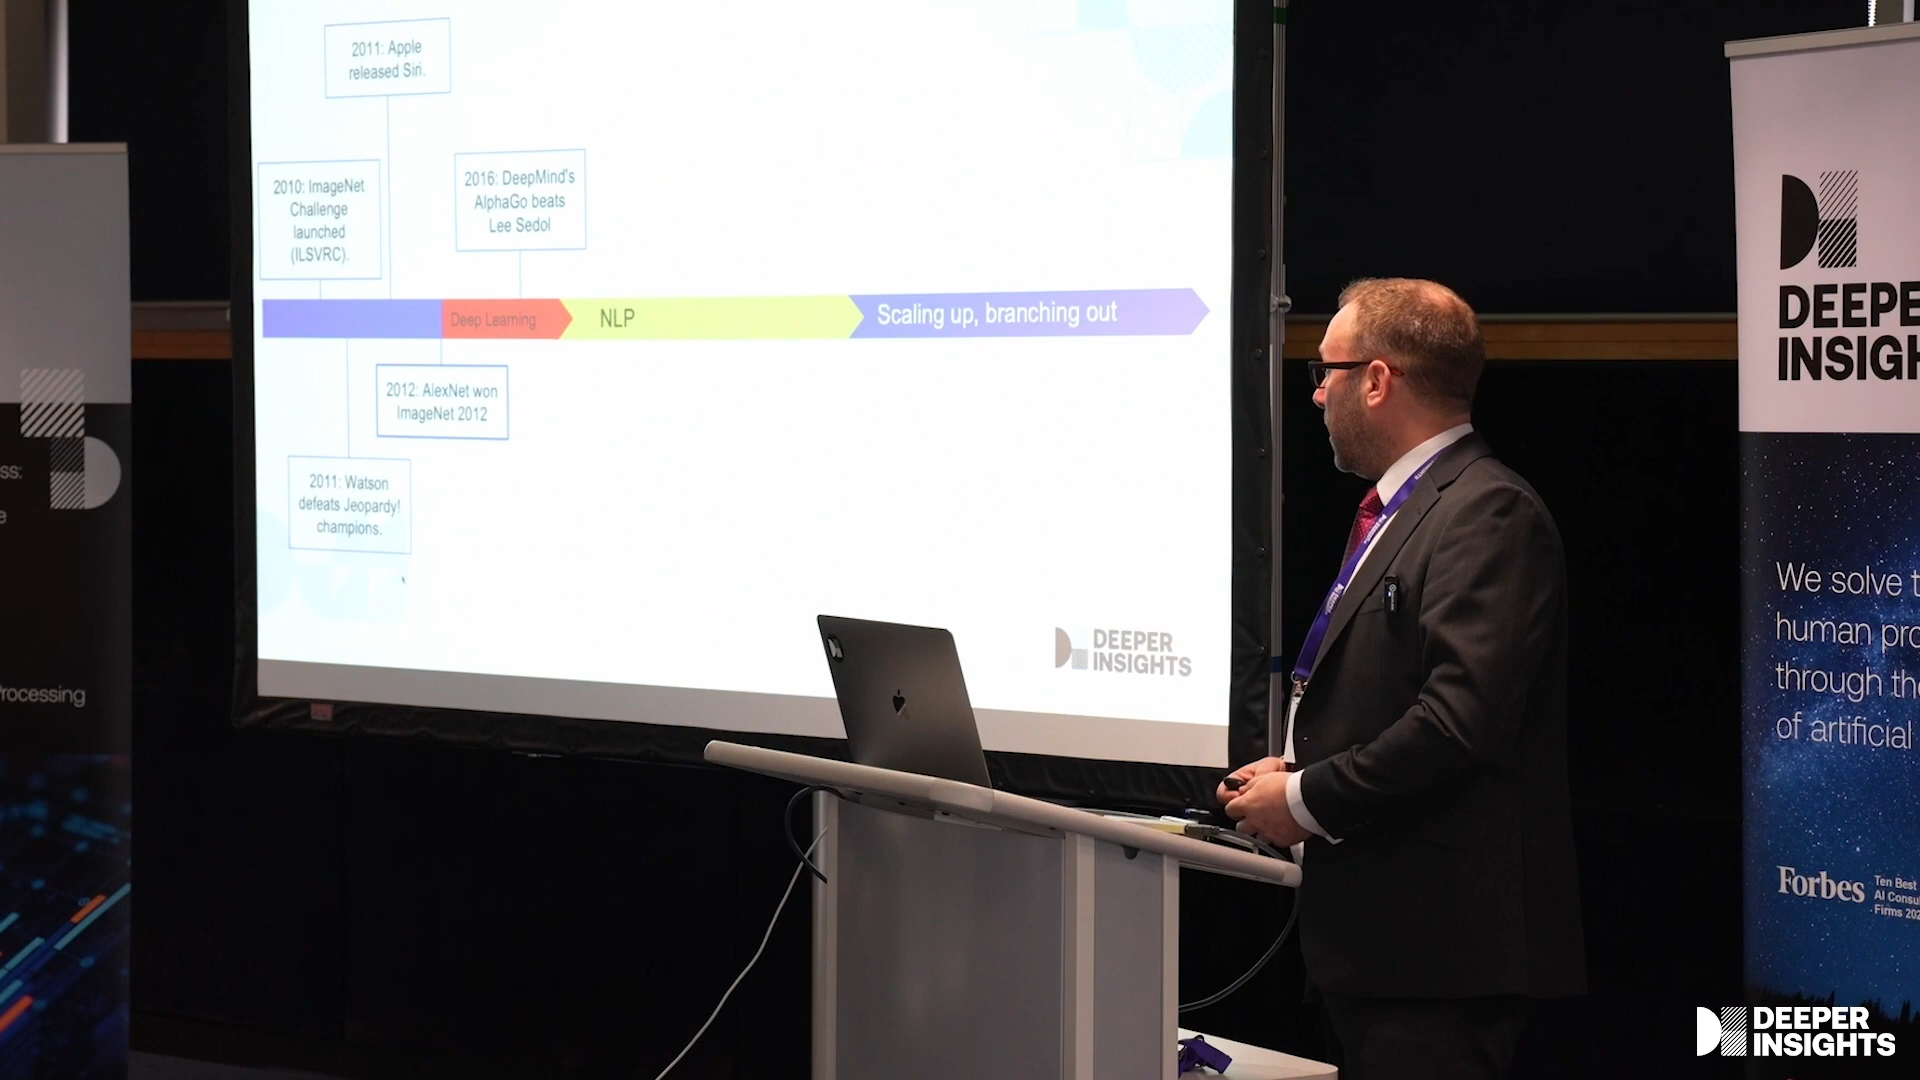 2011: Apple
released Siri.
2010: ImageNet
Challenge
launched
(ILSVRC).
2016: DeepMind's
AlphaGo beats
Lee Sedol
Deep Learning
NLP
Scaling up, branching out
2012: AlexNet won
ImageNet 2012
2011: Watson
defeats Jeopardy!
champions.
DEEPER
INSIGHTS
ss:
e
rocessing
DEEPE
INSIGH
We solve t
human pro
through the
of artificial
Forbes
Ten Best
AI Consu
Firms 202
DEEPER
INSIGHTS